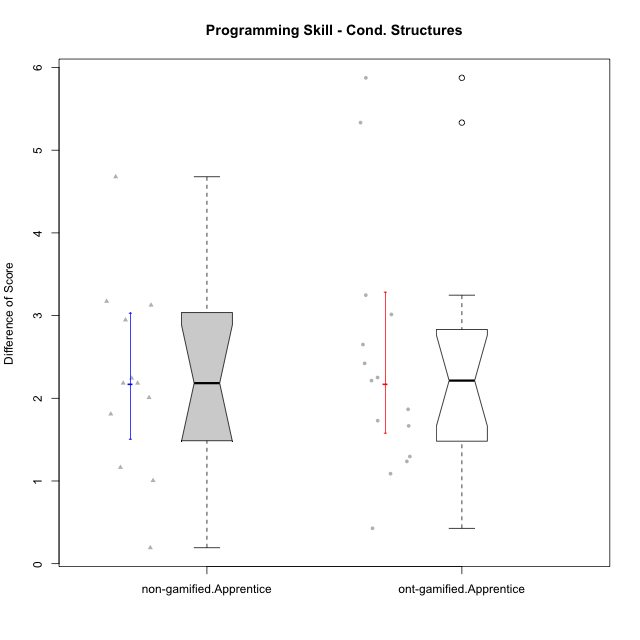 Programming Skill - Cond. Structures
Difference of Score
6
5
4
3
2
1
0
non-gamified.Apprentice
ont-gamified.Apprentice